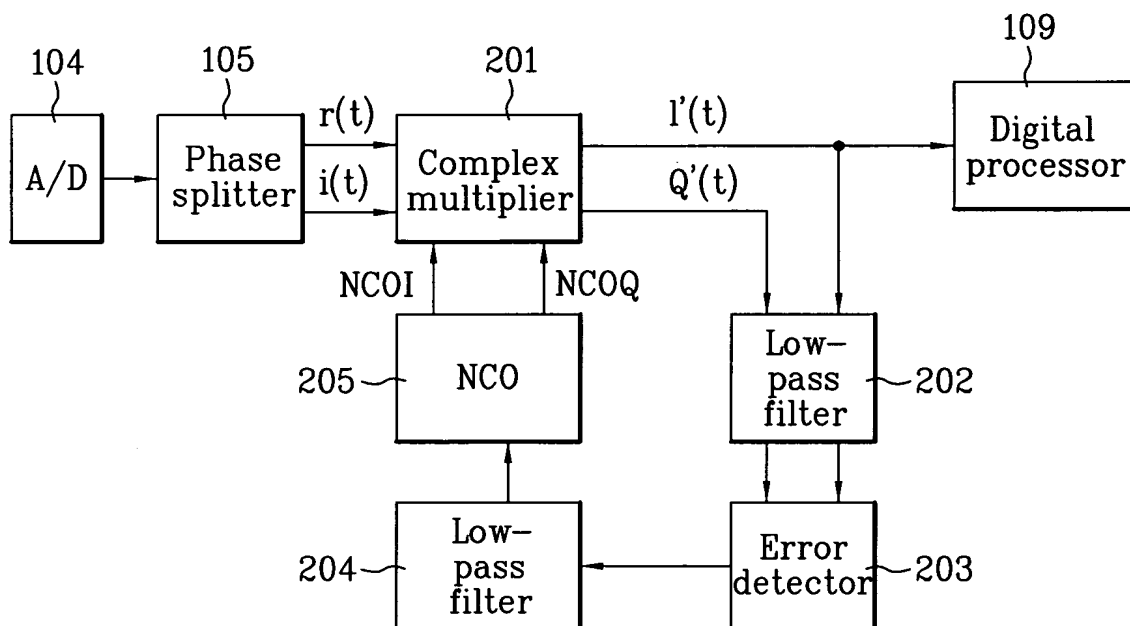 104
105
201
109
A/D
Phase
splitter
r(t)
i(t)
Complex
multiplier
I'(t)
Q'(t)
Digital
processor
NCOI
NCOQ
205
NCO
Low-
pass
filter
202
204
Low-
pass
filter
Error
detector
203